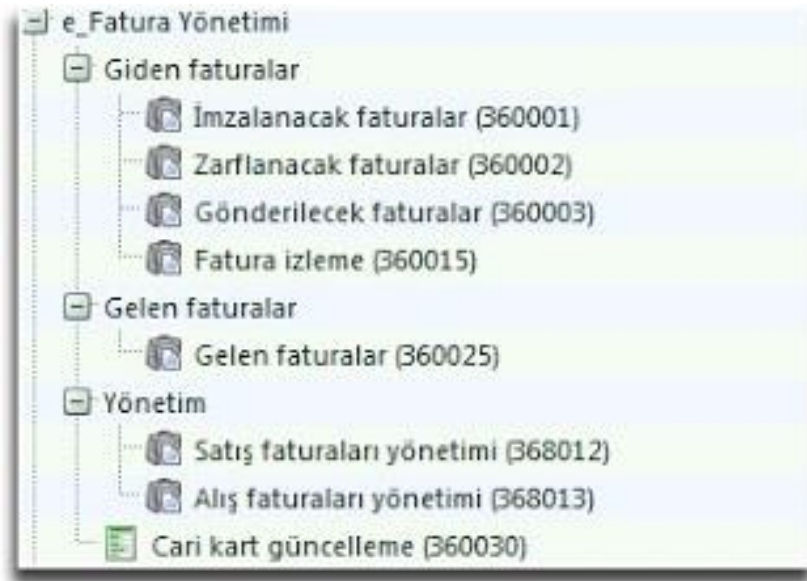 e_Fatura Yönetimi
Giden faturalar
İmzalanacak faturalar (360001)
Zarflanacak faturalar (360002)
Gönderilecek faturalar (360003)
Fatura izleme (360015)
Gelen faturalar
Gelen faturalar (360025)
Yönetim
Satış faturaları yönetimi (368012)
Alış faturaları yönetimi (368013)
Cari kart güncelleme (360030)